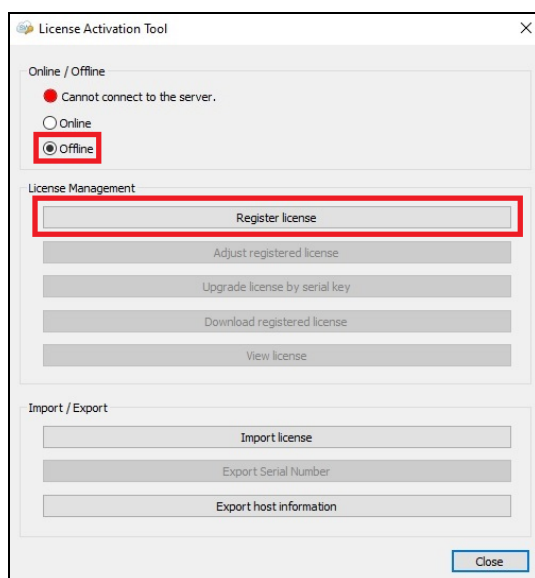 License Activation Tool
Online / Offline
Cannot connect to the server.
Online
Offline
License Management
Register license
Adjust registered license
Upgrade license by serial key
Download registered license
View license
Import / Export
Import license
Export Serial Number
Export host information
Close